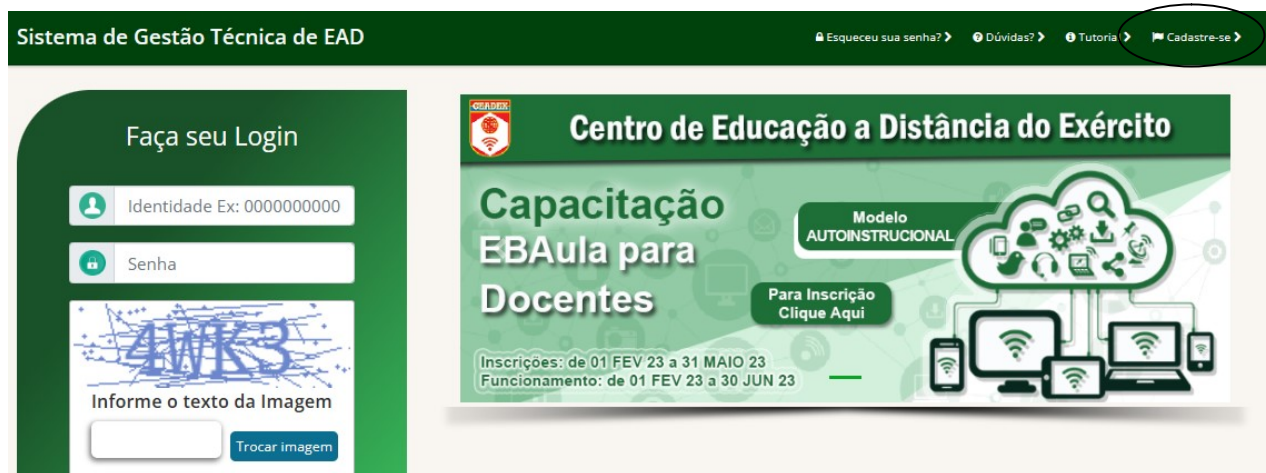 Sistema de Gestão Técnica de EAD
Esqueceu sua senha?
Dúvidas?
Tutorial
Cadastre-se
Faça seu Login
Identidade Ex: 0000000000
Senha
4WK3
Informe o texto da Imagem
Trocar imagem
CEADEX
Centro de Educação a Distância do Exército
Capacitação
EBAula para
Docentes
Modelo
AUTOINSTRUCIONAL
Para Inscrição
Clique Aqui
Inscrições: de 01 FEV 23 a 31 MAIO 23
Funcionamento: de 01 FEV 23 a 30 JUN 23